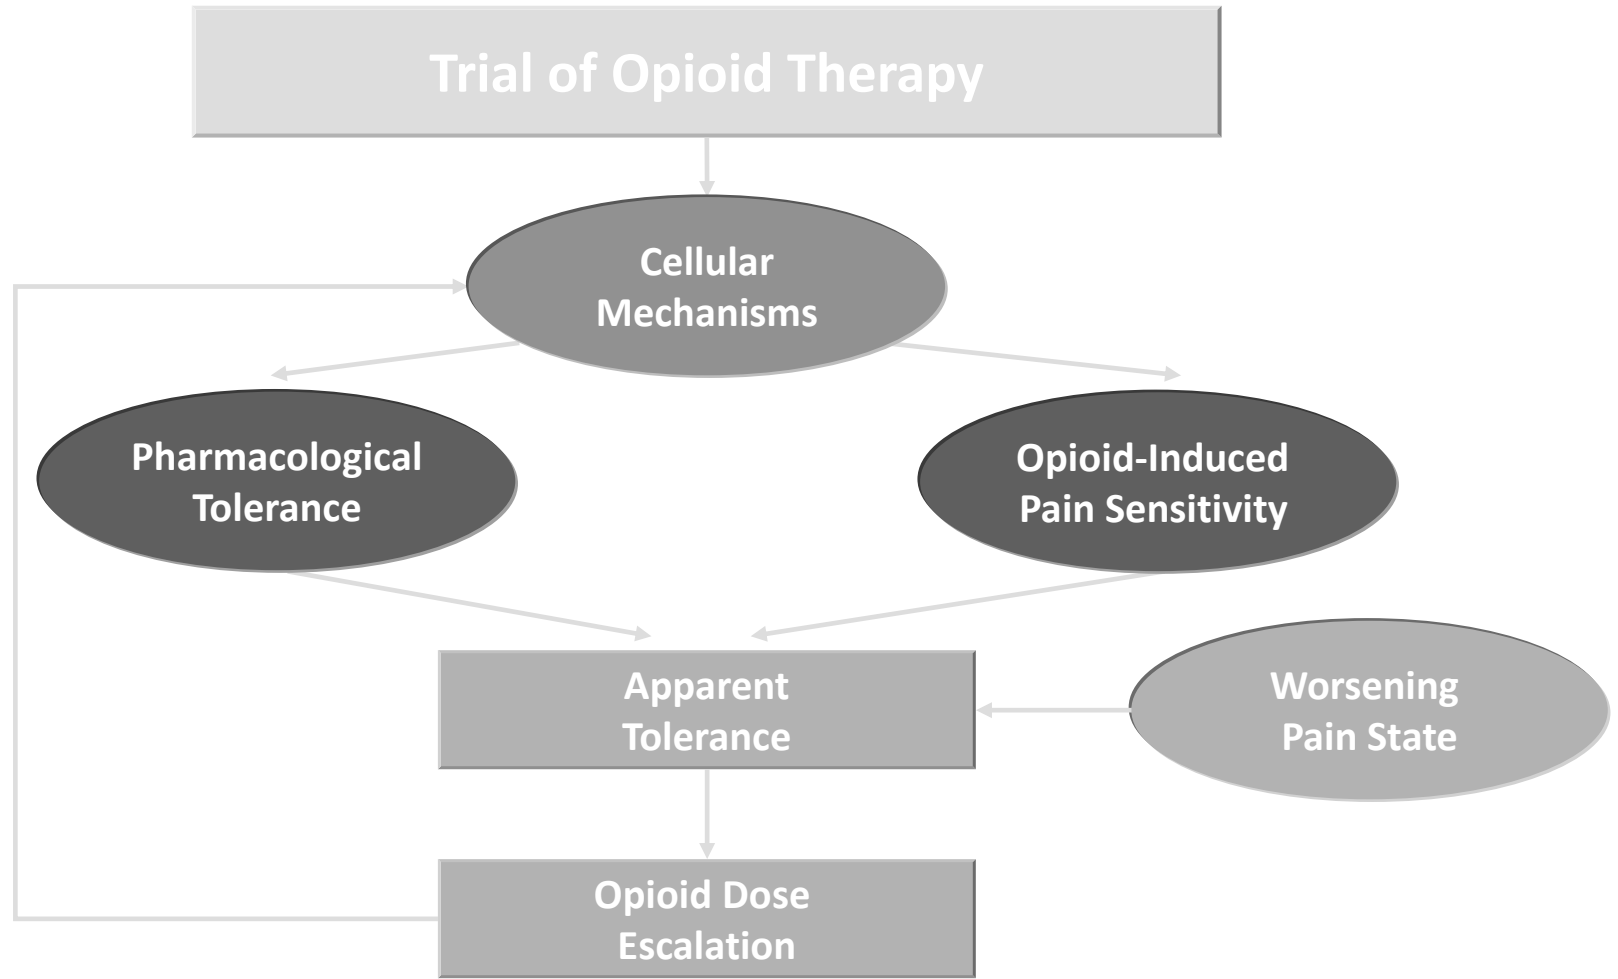 Trial of Opioid Therapy
Cellular
Mechanisms
Pharmacological
Tolerance
Opioid-Induced
Pain Sensitivity
Apparent
Tolerance
Worsening
Pain State
Opioid Dose
Escalation